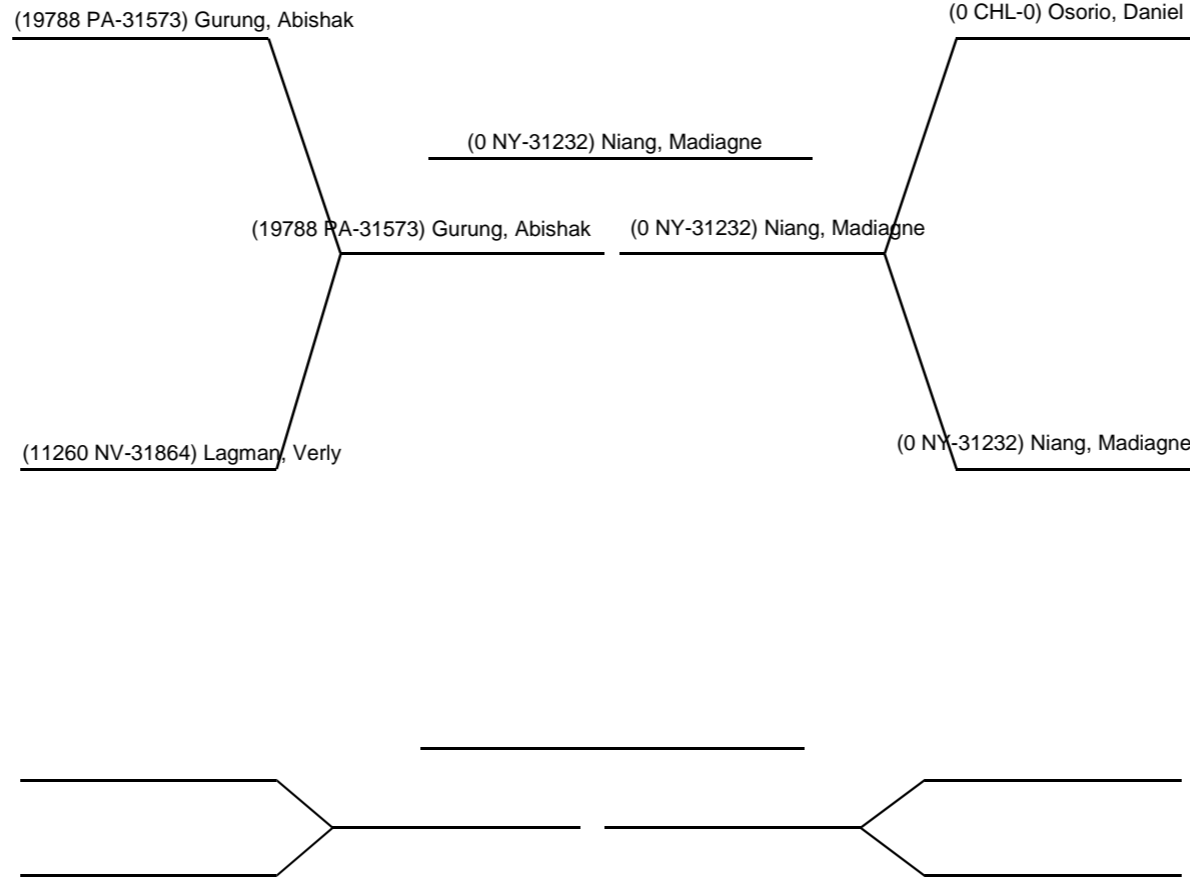 (19788 PA-31573) Gurung, Abishak
(0 CHL-0) Osorio, Daniel
(0 NY-31232) Niang, Madiagne
(19788 PA-31573) Gurung, Abishak
(0 NY-31232) Niang, Madiagne
(11260 NV-31864) Lagman, Verly
(0 NY-31232) Niang, Madiagne